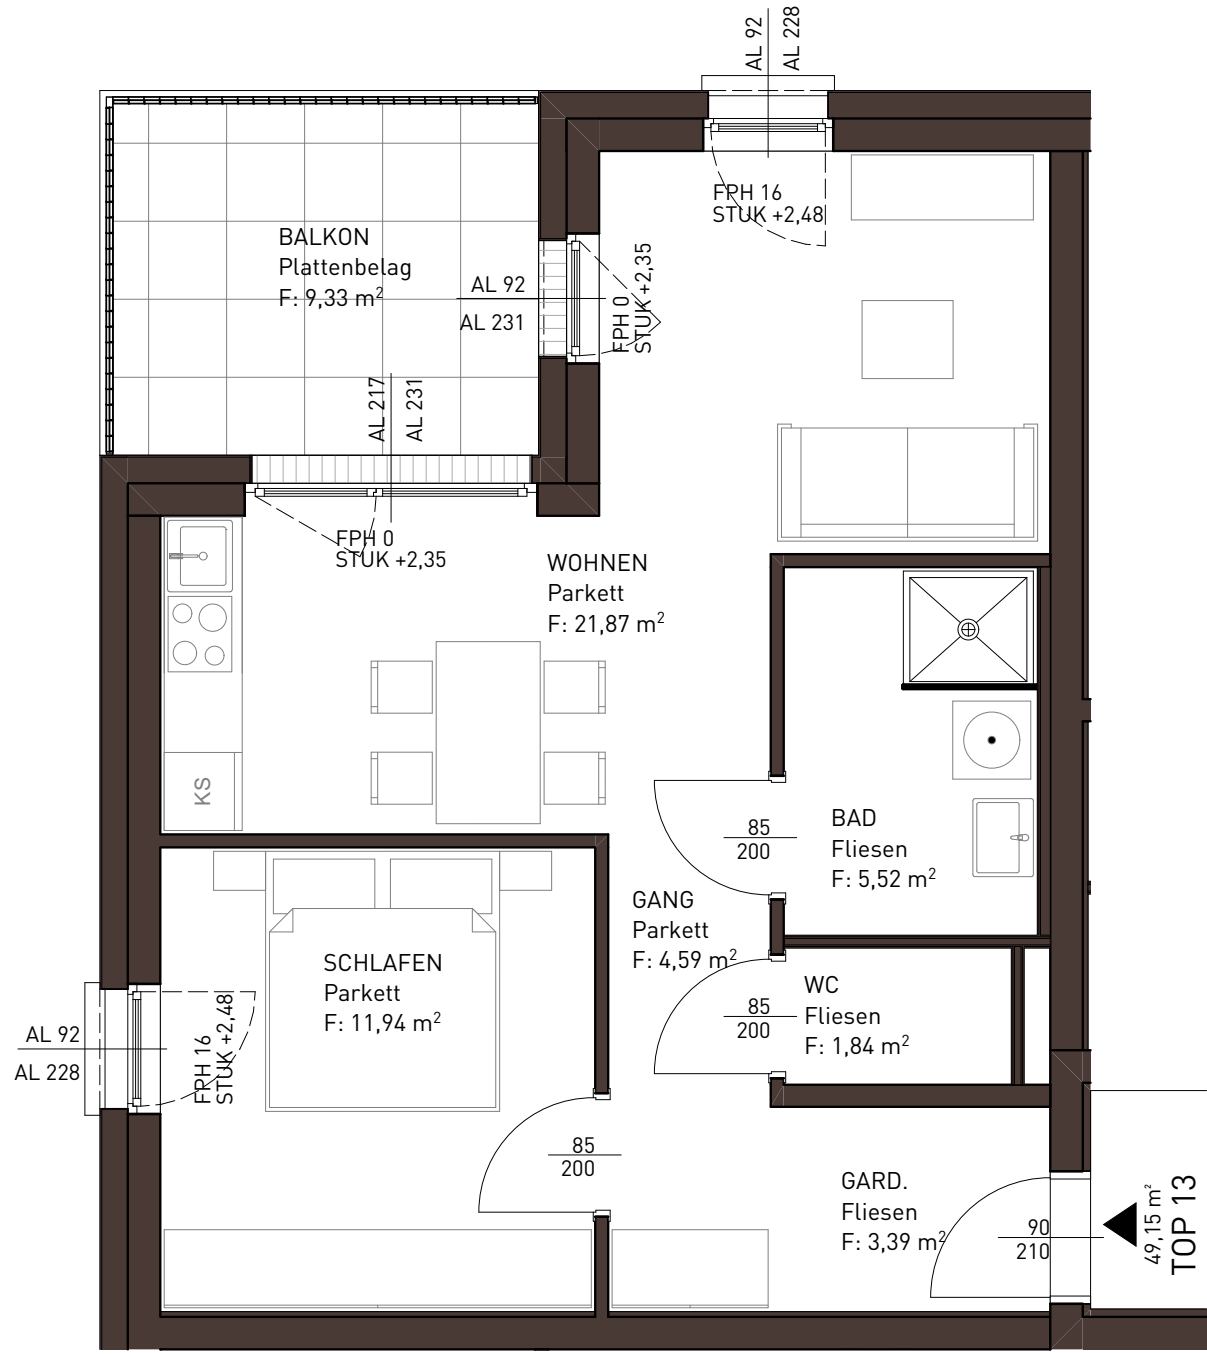 AL 92
AL 228
FPH 16
STUK +2,48
BALKON
Plattenbelag
F: 9,33 m²
AL 92
AL 231
FPH 0
STUK +2,35
AL 217
AL 231
FPH 0
STUK +2,35
WOHNEN
Parkett
F: 21,87 m²
KS
85
200
BAD
Fliesen
F: 5,52 m²
GANG
Parkett
F: 4,59 m²
SCHLAFEN
Parkett
F: 11,94 m²
WC
Fliesen
F: 1,84 m²
85
200
AL 92
AL 228
FPH 16
STUK +2,48
85
200
GARD.
Fliesen
F: 3,39 m²
90
210
49,15 m²
TOP 13